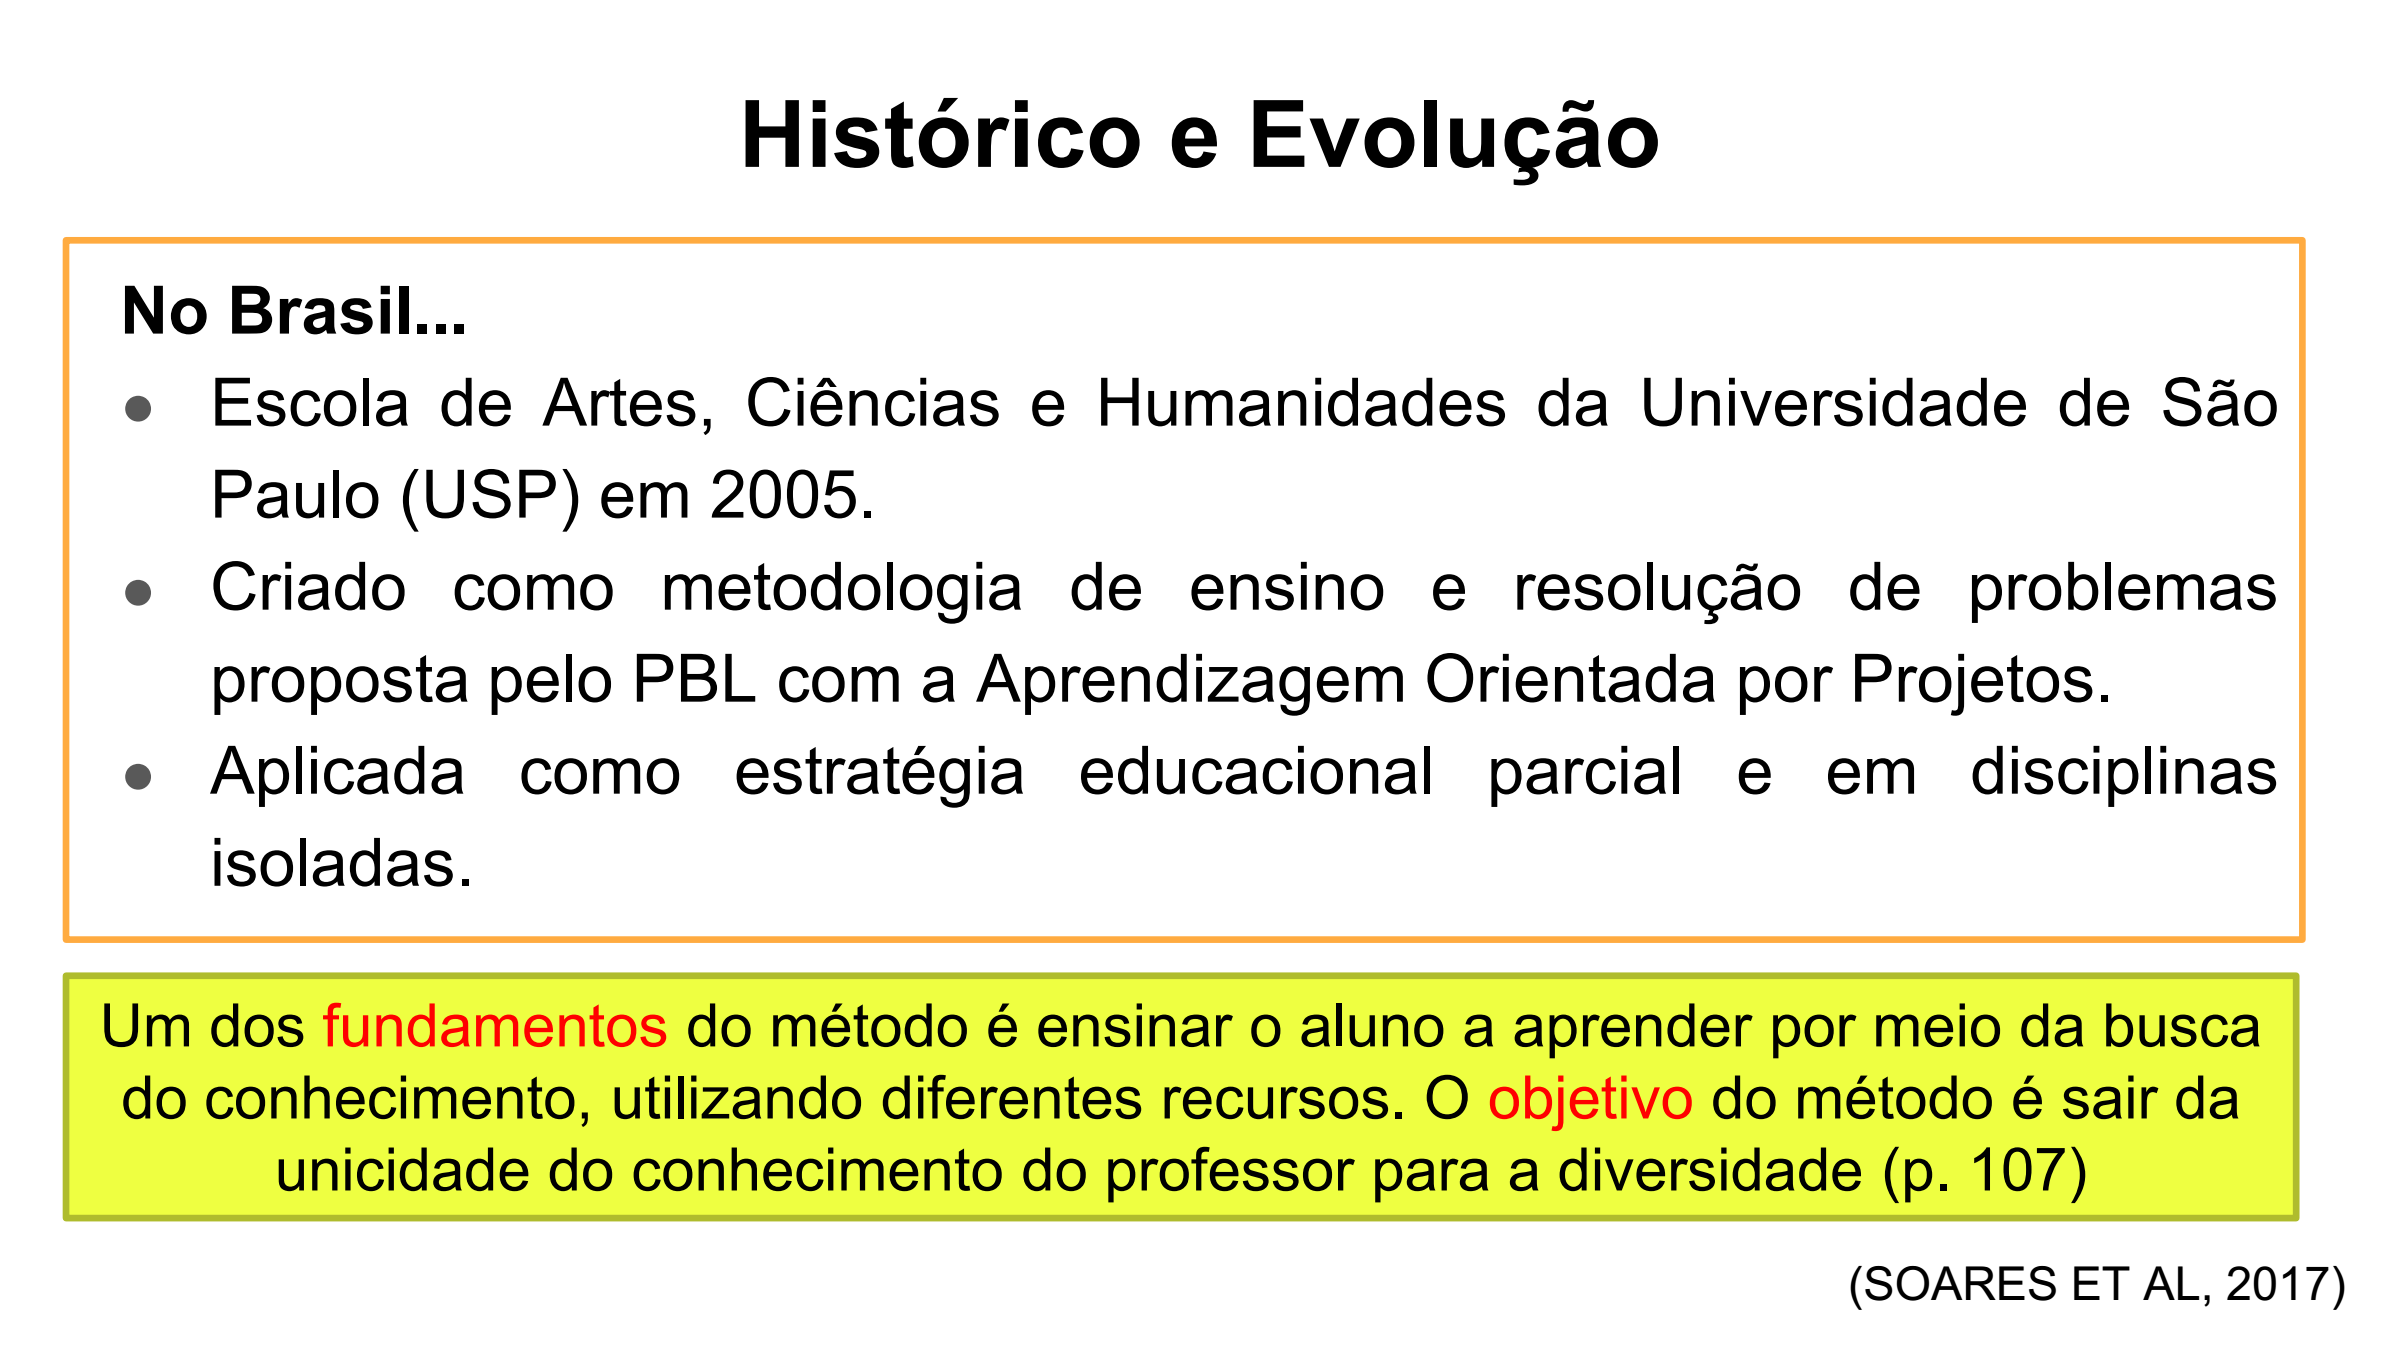 Histórico e Evolução
No Brasil...
● Escola de Artes, Ciências e Humanidades da Universidade de São
Paulo (USP) em 2005.
● Criado como metodologia de ensino e resolução de problemas
proposta pelo PBL com a Aprendizagem Orientada por Projetos.
● Aplicada como estratégia educacional parcial e em disciplinas
isoladas.
Um dos fundamentos do método é ensinar o aluno a aprender por meio da busca
do conhecimento, utilizando diferentes recursos. O objetivo do método é sair da
unicidade do conhecimento do professor para a diversidade (p. 107)
(SOARES ET AL, 2017)